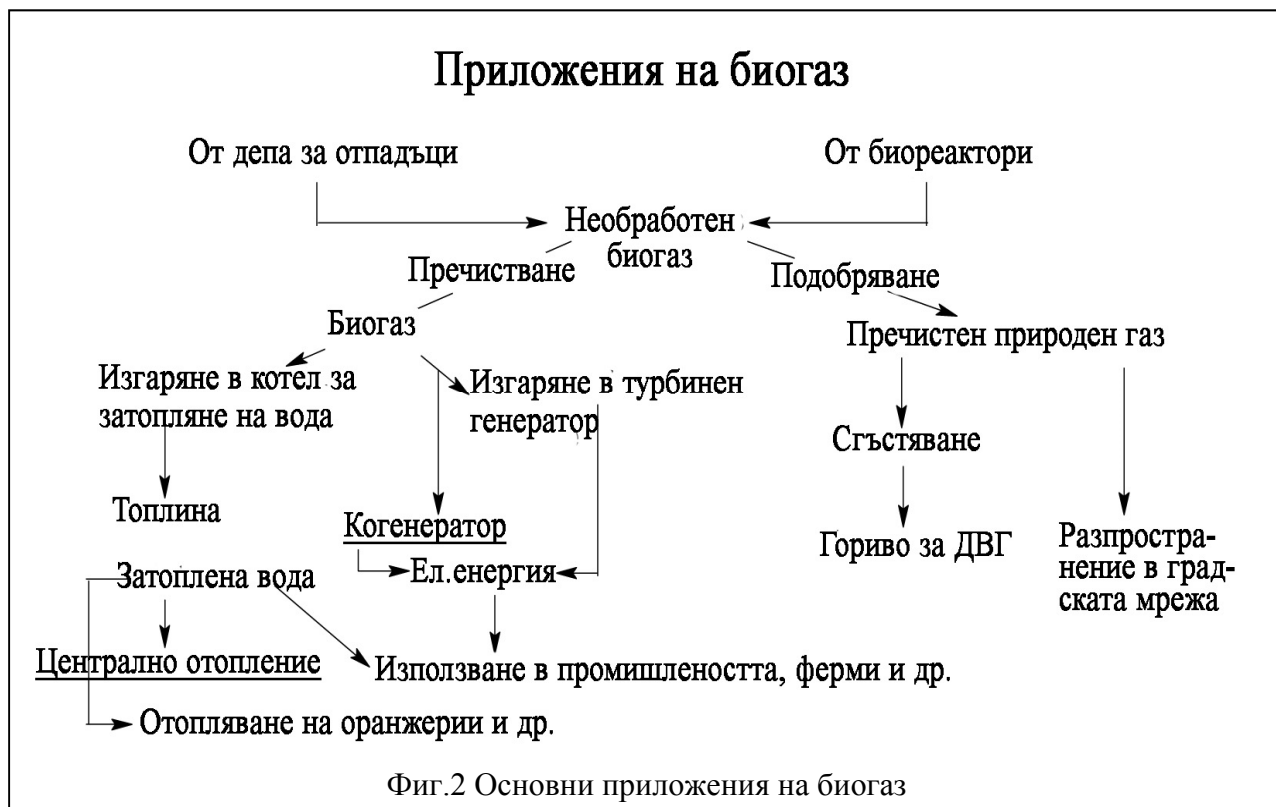 Приложения на биогаз
От депа за отпадъци
От биореактори
Необработен
биогаз
Пречистване
Подобряване
Биогаз
Пречистен природен газ
Изгаряне в котел за
затопляне на вода
Изгаряне в турбинен
генератор
Сгъстяване
Топлина
Когенератор
Гориво за ДВГ
Разпростра-
нение в град-
ската мрежа
Затоплена вода
Ел.енергия
Централно отопление
Използване в промишлеността, ферми и др.
Отопляване на оранжерии и др.
Фиг.2 Основни приложения на биогаз